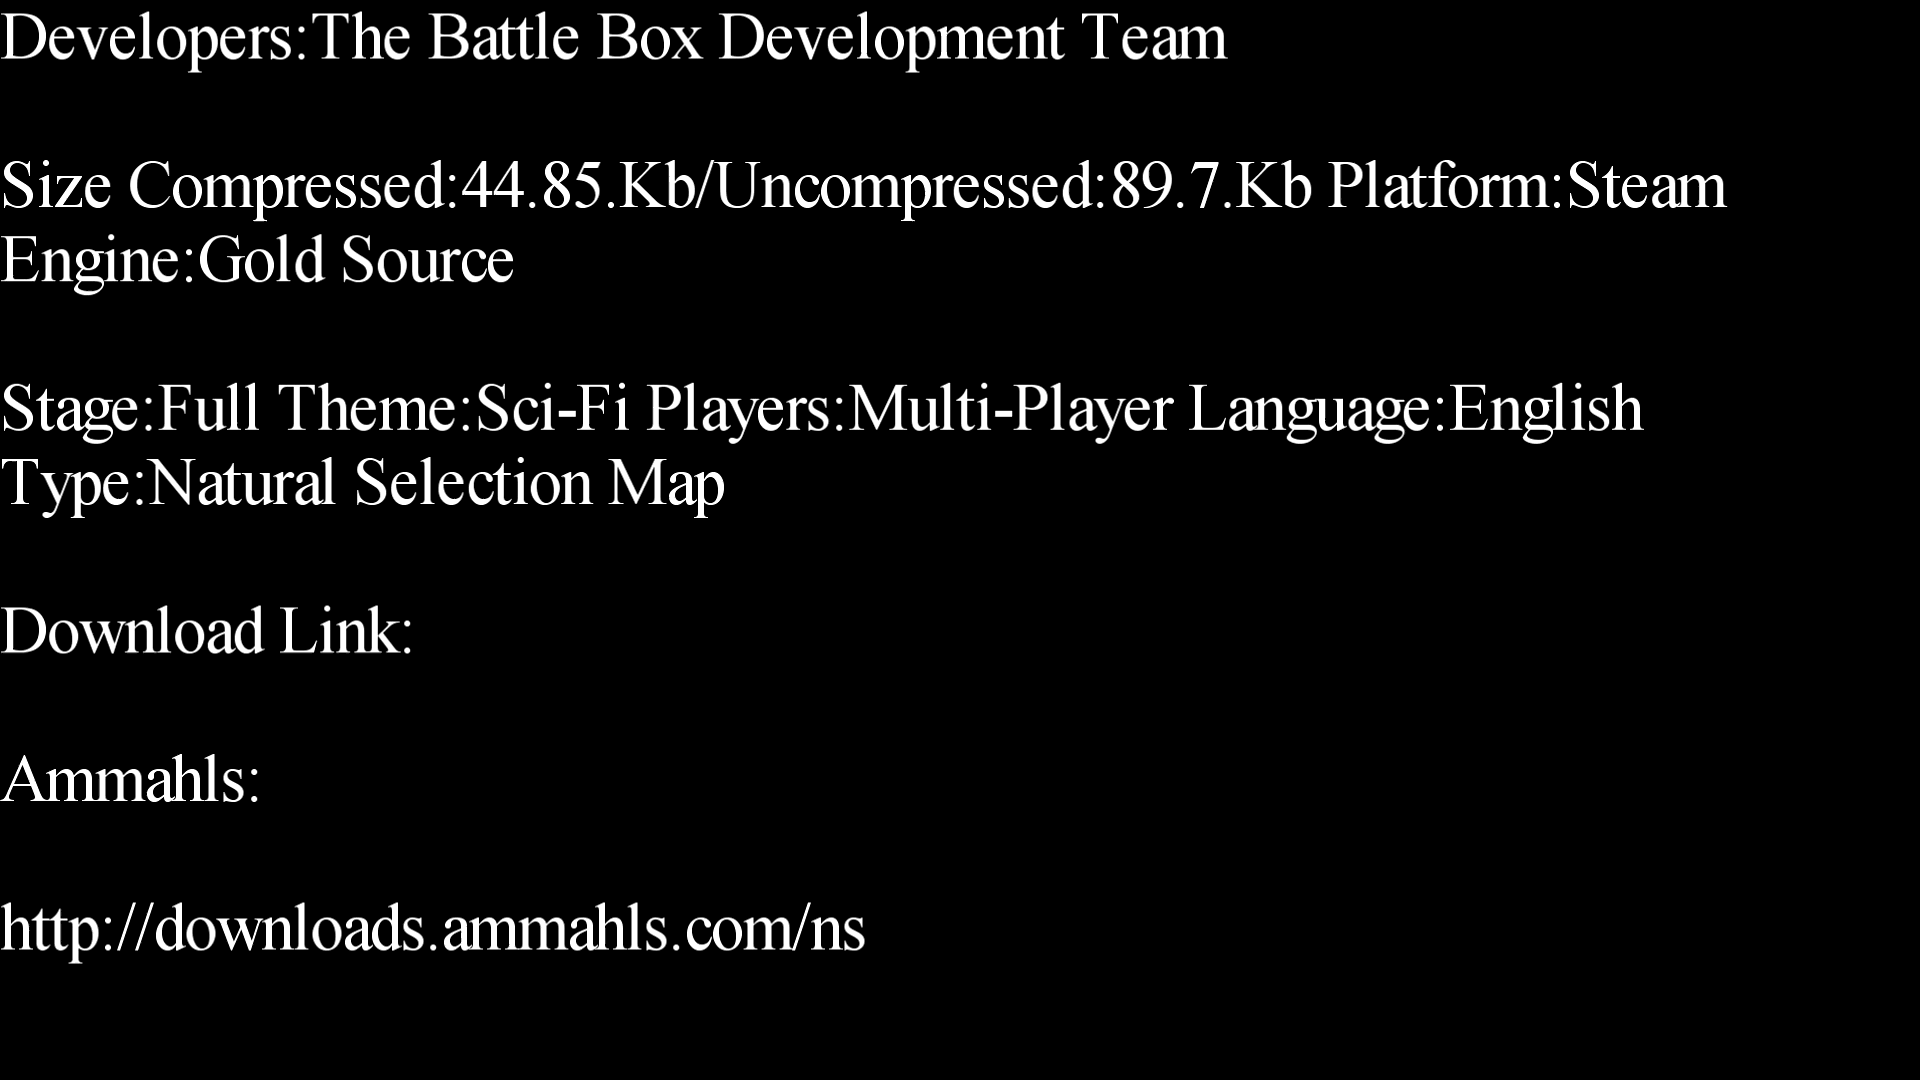 Developers:The Battle Box Development Team
Size Compressed:44.85.Kb/Uncompressed:89.7.Kb Platform:Steam
Engine:Gold Source
Stage:Full Theme:Sci-Fi Players:Multi-Player Language:English
Type:Natural Selection Map
Download Link:
Ammahls:
http://downloads.ammahls.com/ns